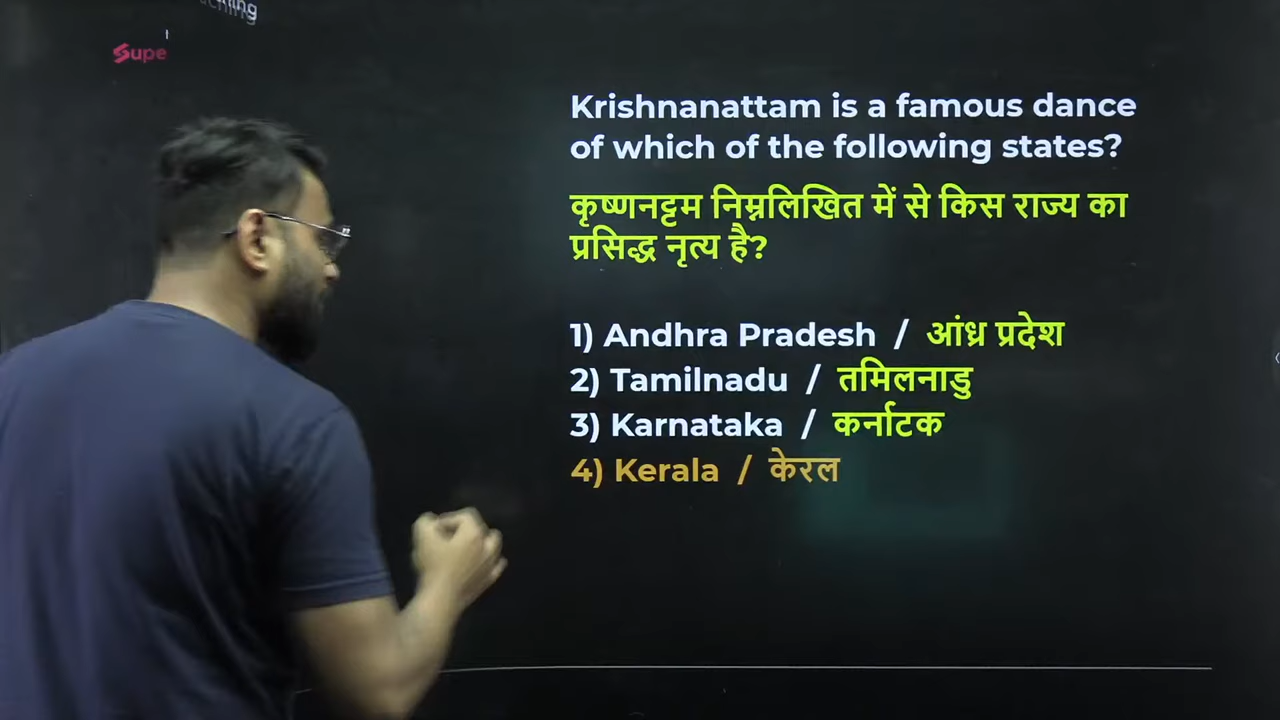 Supe
Krishnanattam is a famous dance
of which of the following states?
कृष्णनट्टम निम्नलिखित में से किस राज्य का
प्रसिद्ध नृत्य है?
1) Andhra Pradesh / आंध्र प्रदेश
2) Tamilnadu / तमिलनाडु
3) Karnataka / कर्नाटक
4) Kerala / केरल